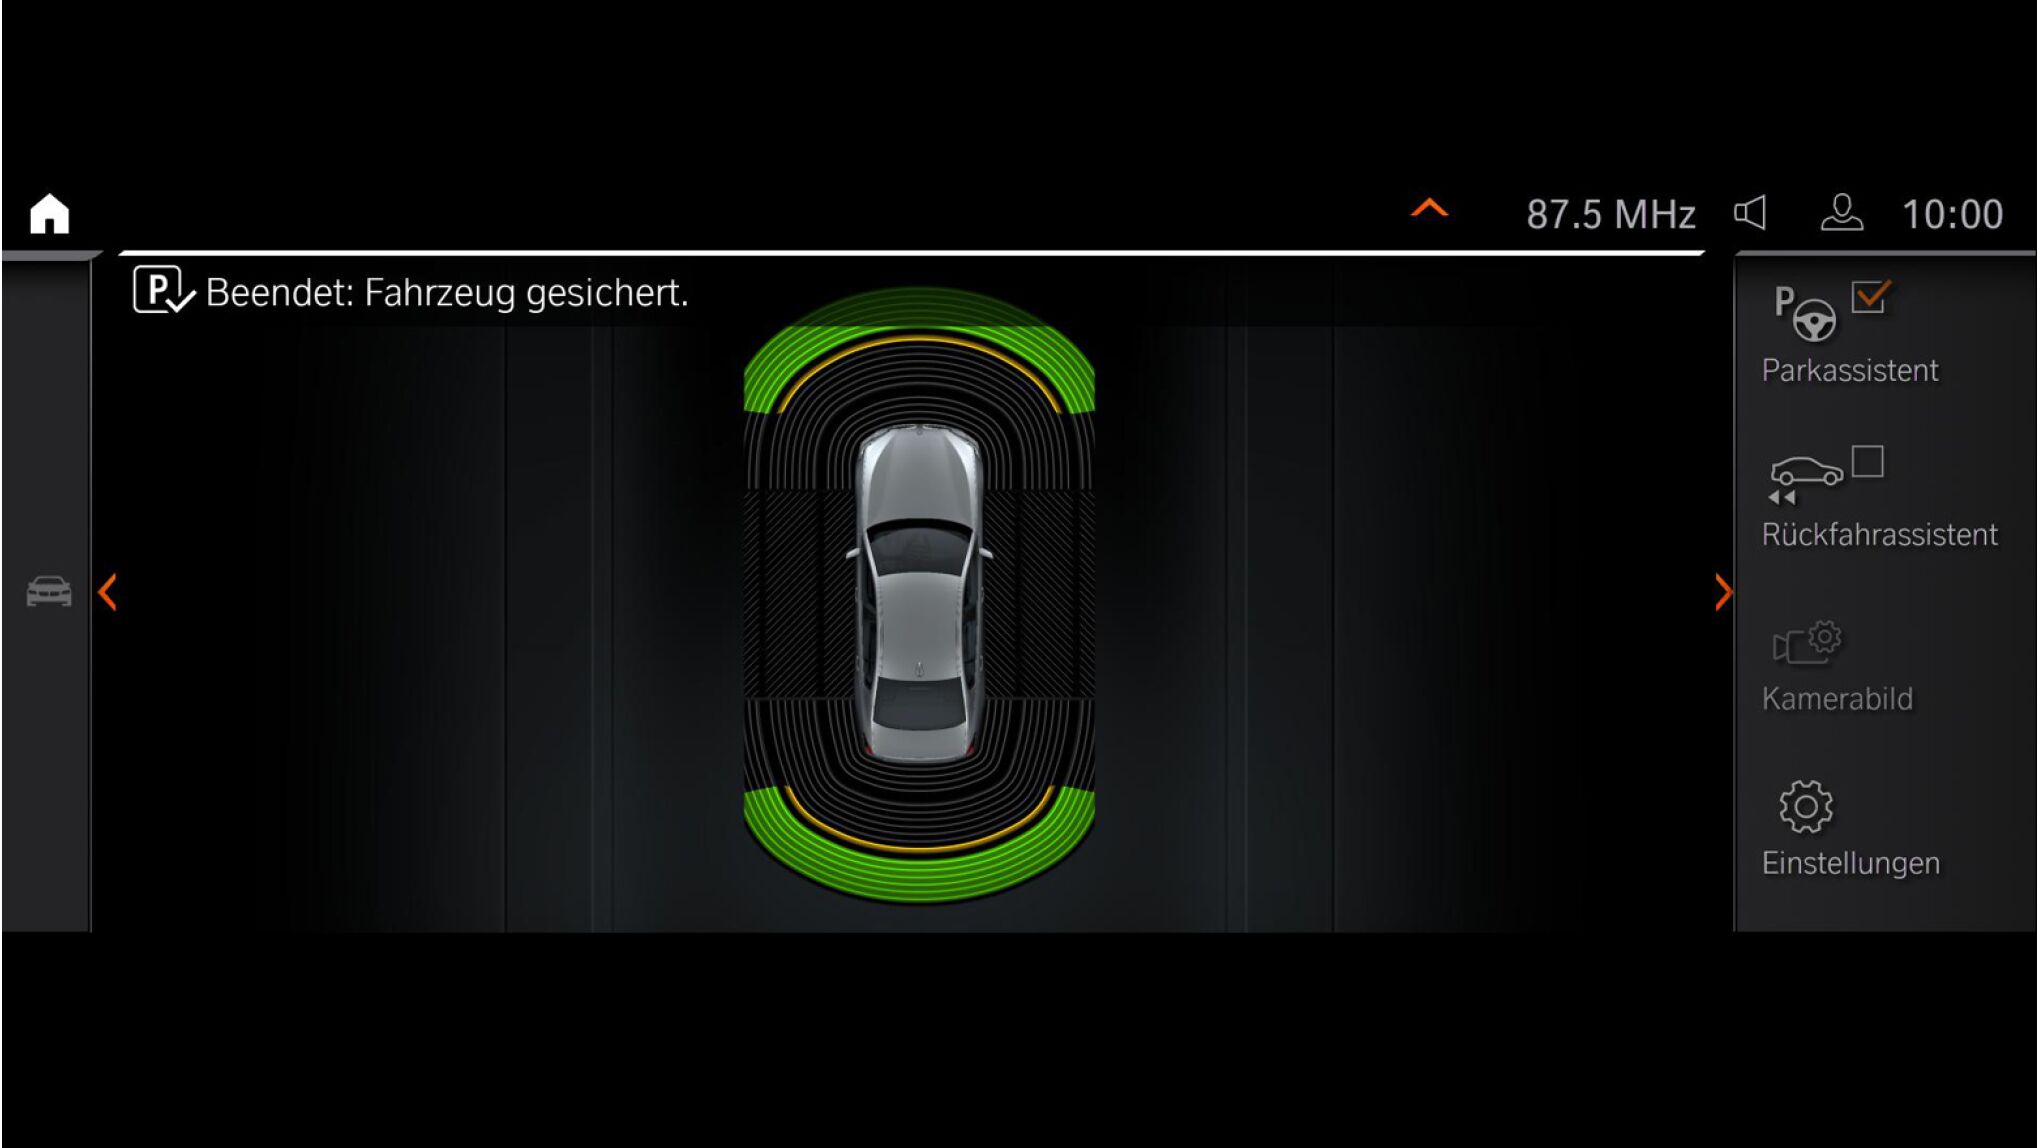 87.5 MHz
10:00
P Beendet: Fahrzeug gesichert.
P
Parkassistent
Rückfahrassistent
Kamerabild
Einstellungen